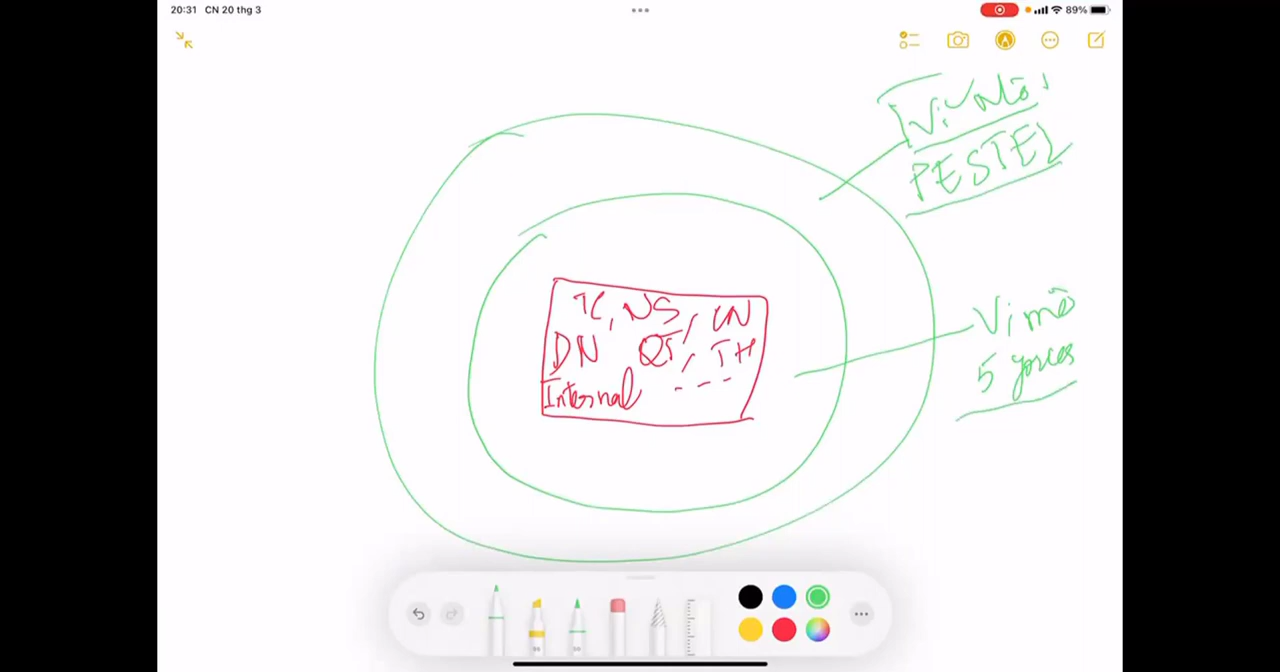 20:31 CN 20 thg 3
89%
Vĩ Mô
PESTEL
TC, NS, CN
DN QT, TH
Internal ---
Vi mô
5 forces